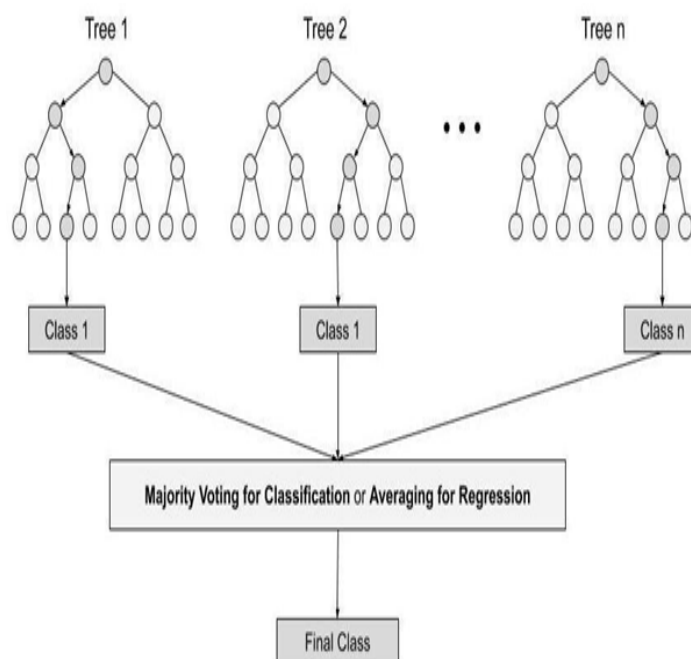 Tree 1
Tree 2
Tree n
Class 1
Class 1
Class n
Majority Voting for Classification or Averaging for Regression
Final Class